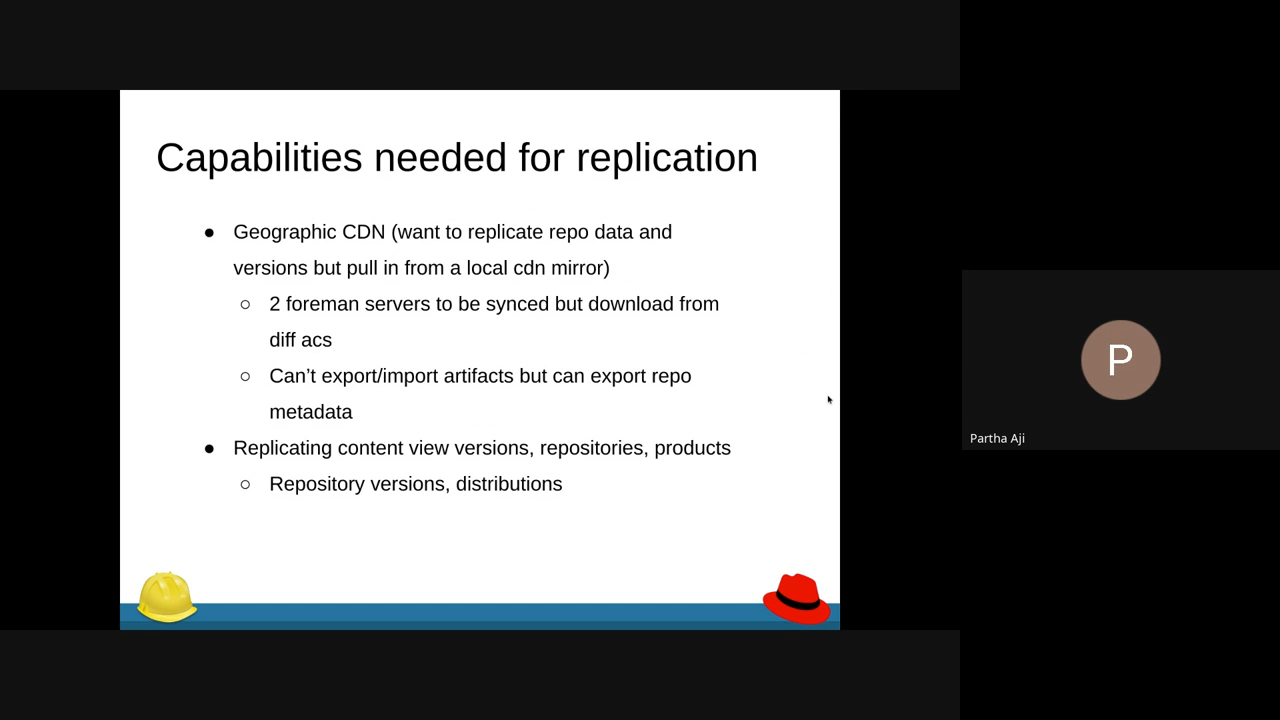 Capabilities needed for replication
● Geographic CDN (want to replicate repo data and
versions but pull in from a local cdn mirror)
○ 2 foreman servers to be synced but download from
diff acs
○ Can’t export/import artifacts but can export repo
metadata
● Replicating content view versions, repositories, products
○ Repository versions, distributions
P
Partha Aji